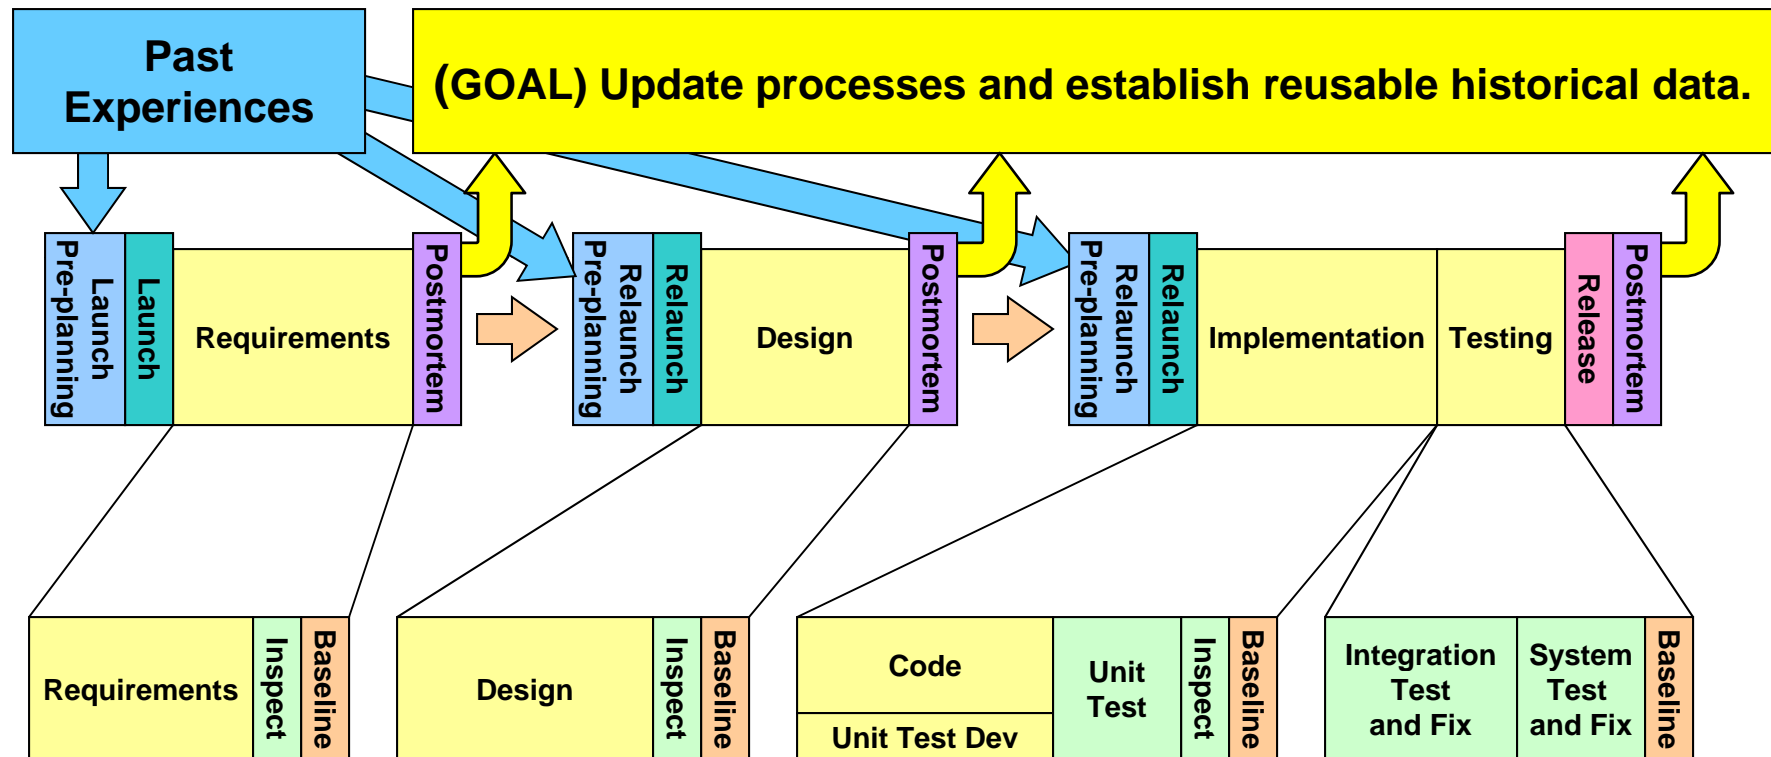 Past
Experiences
(GOAL) Update processes and establish reusable historical data.
Launch
Pre-planning
Launch
Requirements
Postmortem
Relaunch
Pre-planning
Relaunch
Design
Postmortem
Relaunch
Pre-planning
Relaunch
Implementation
Testing
Release
Postmortem
Requirements
Inspect
Baseline
Design
Inspect
Baseline
Code
Unit Test Dev
Unit
Test
Inspect
Baseline
Integration
Test
and Fix
System
Test
and Fix
Baseline